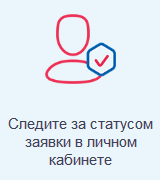 Следите за статусом
заявки в личном
кабинете